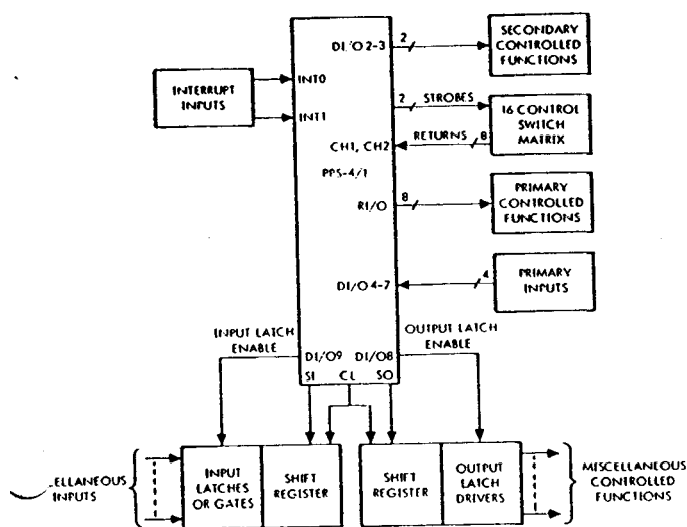 DI/O 2-3
2
SECONDARY
CONTROLLED
FUNCTIONS
INTERRUPT
INPUTS
INT0
INT1
2
STROBES
16 CONTROL
SWITCH
MATRIX
RETURNS
8
CH1, CH2
PPS-4/1
RI/O
8
PRIMARY
CONTROLLED
FUNCTIONS
DI/O 4-7
4
PRIMARY
INPUTS
INPUT LATCH
ENABLE
OUTPUT LATCH
ENABLE
DI/O9
DI/O8
SI
CL
SO
ELLANEOUS
INPUTS
INPUT
LATCHES
OR GATES
SHIFT
REGISTER
SHIFT
REGISTER
OUTPUT
LATCH
DRIVERS
MISCELLANEOUS
CONTROLLED
FUNCTIONS